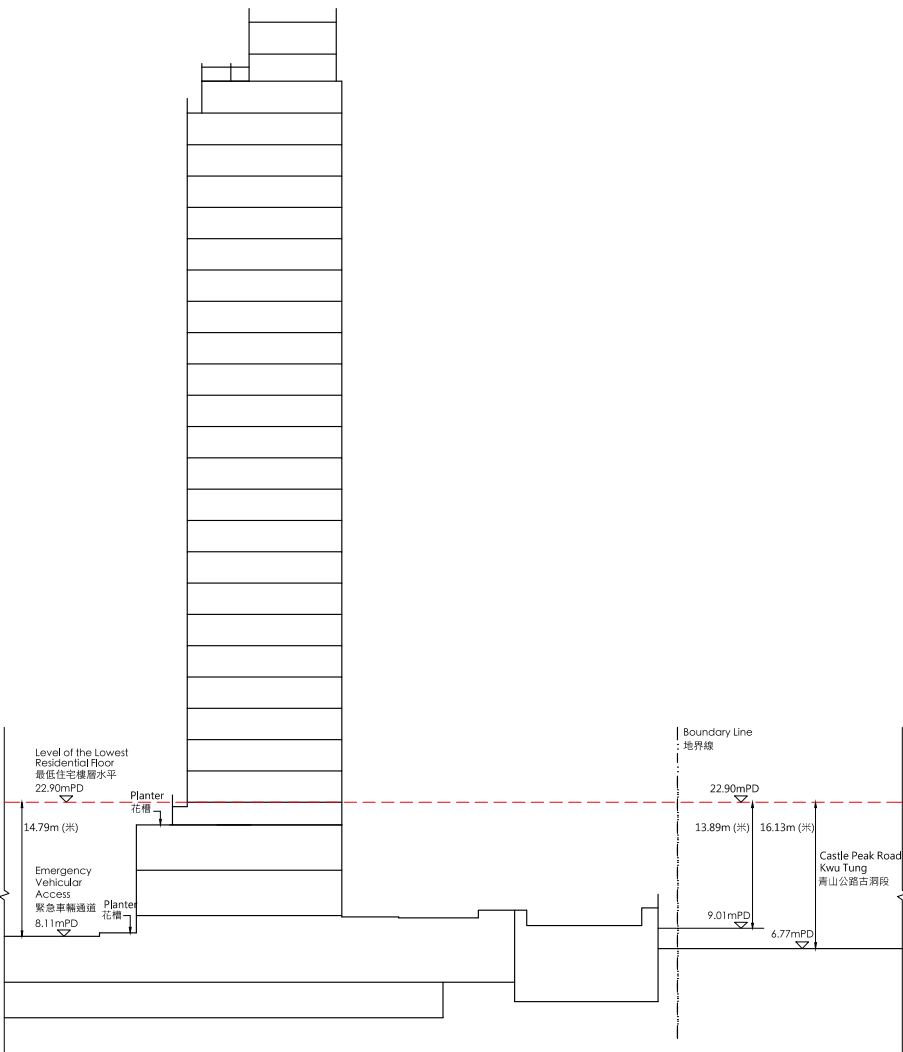 Level of the Lowest
Residential Floor
最低住宅樓層水平
22.90mPD
14.79m (米)
Planter
花槽
Emergency
Vehicular
Access
緊急車輛通道
8.11mPD
Planter
花槽
Boundary Line
地界線
22.90mPD
13.89m (米)
16.13m (米)
Castle Peak Road
Kwu Tung
青山公路古洞段
9.01mPD
6.77mPD